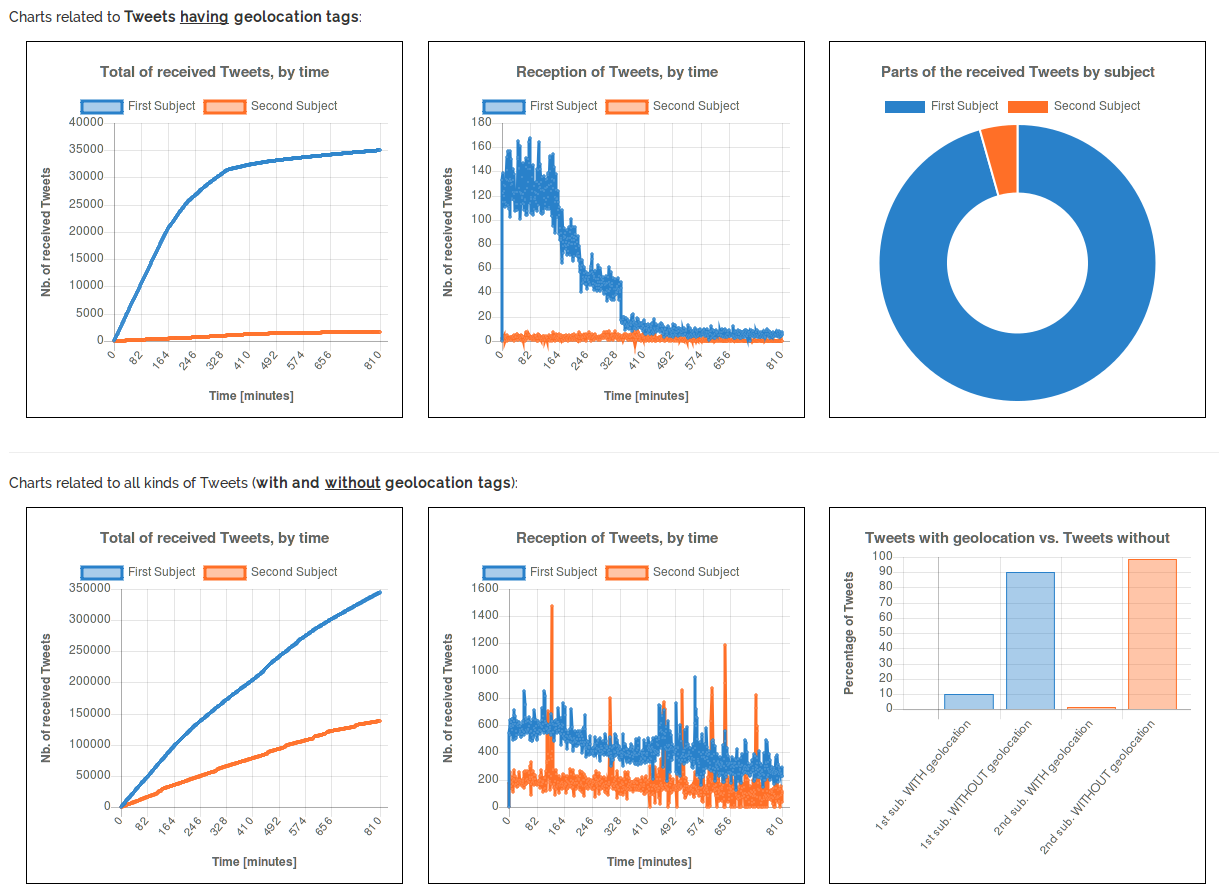 Charts related to Tweets having geolocation tags:
Total of received Tweets, by time
First Subject Second Subject
Nb. of received Tweets
40000
35000
30000
25000
20000
15000
10000
5000
0
0 82 164 246 328 410 492 574 656 810
Time [minutes]
Reception of Tweets, by time
First Subject Second Subject
Nb. of received Tweets
180
160
140
120
100
80
60
40
20
0
0 82 164 246 328 410 492 574 656 810
Time [minutes]
Parts of the received Tweets by subject
First Subject Second Subject
Charts related to all kinds of Tweets (with and without geolocation tags):
Total of received Tweets, by time
First Subject Second Subject
Nb. of received Tweets
350000
300000
250000
200000
150000
100000
50000
0
0 82 164 246 328 410 492 574 656 810
Time [minutes]
Reception of Tweets, by time
First Subject Second Subject
Nb. of received Tweets
1600
1400
1200
1000
800
600
400
200
0
0 82 164 246 328 410 492 574 656 810
Time [minutes]
Tweets with geolocation vs. Tweets without
Percentage of Tweets
100
90
80
70
60
50
40
30
20
10
0
1st sub. WITH geolocation
1st sub. WITHOUT geolocation
2nd sub. WITH geolocation
2nd sub. WITHOUT geolocation